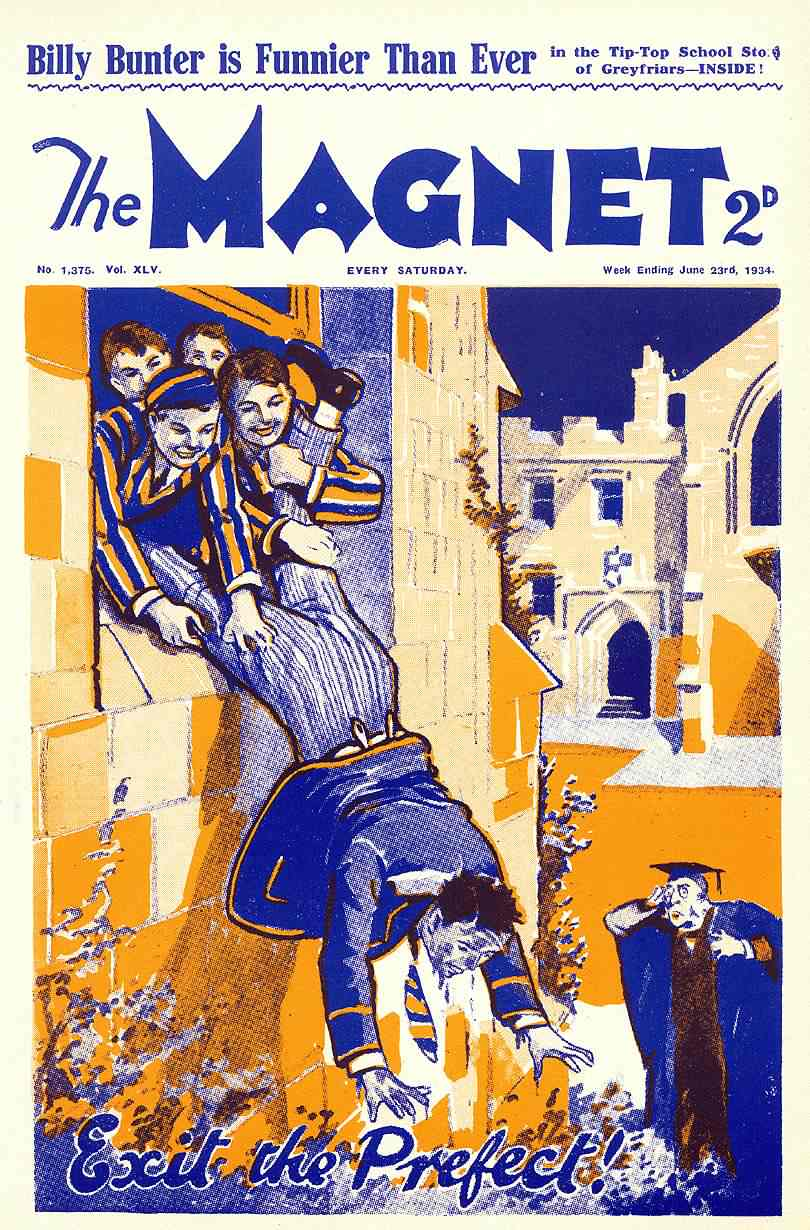 Billy Bunter is Funnier Than Ever
in the Tip-Top School
of Greyfriars—INSIDE!
The MAGNET 2D
No. 1,375. Vol. XLV.
EVERY SATURDAY.
Week Ending June 23rd, 1934.
Exit the Prefect!